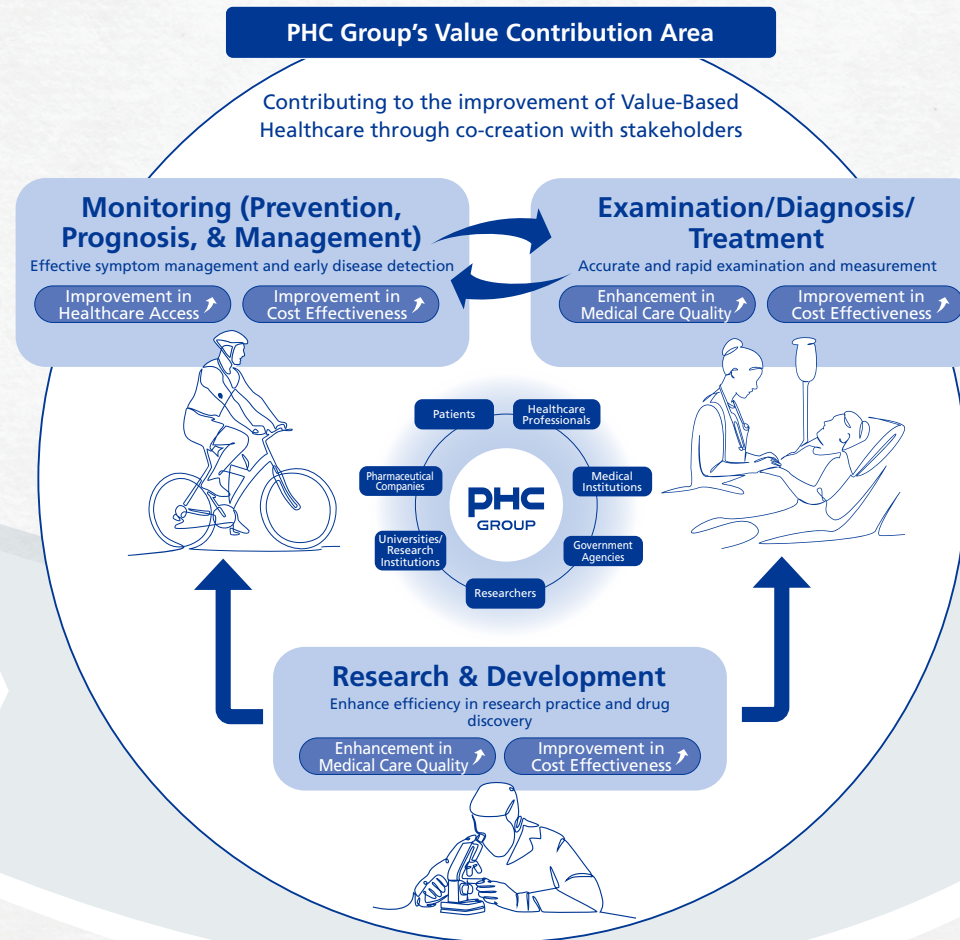 PHC Group's Value Contribution Area
Contributing to the improvement of Value-Based
Healthcare through co-creation with stakeholders
Monitoring (Prevention,
Prognosis, & Management)
Effective symptom management and early disease detection
Improvement in
Healthcare Access
Improvement in
Cost Effectiveness
Examination/Diagnosis/
Treatment
Accurate and rapid examination and measurement
Enhancement in
Medical Care Quality
Improvement in
Cost Effectiveness
Patients
Healthcare
Professionals
Pharmaceutical
Companies
Medical
Institutions
PHC
GROUP
Universities/
Research
Institutions
Government
Agencies
Researchers
Research & Development
Enhance efficiency in research practice and drug
discovery
Enhancement in
Medical Care Quality
Improvement in
Cost Effectiveness